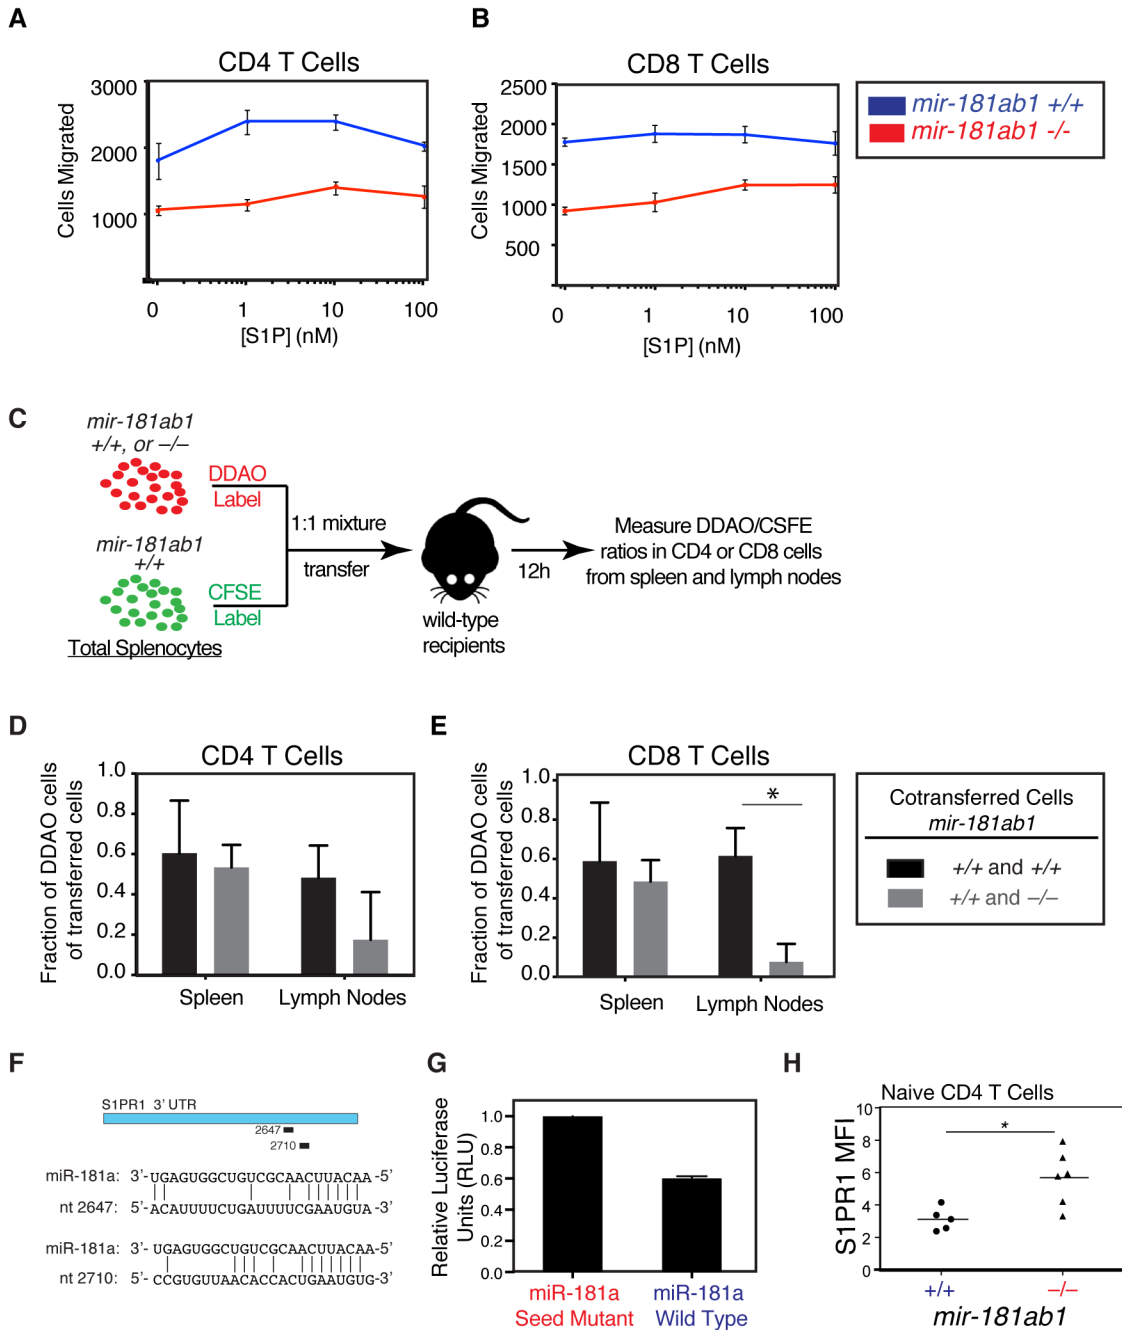 A
CD4 T Cells
Cells Migrated
3000
2000
1000
0
1
10
100
[S1P] (nM)
B
CD8 T Cells
Cells Migrated
2500
2000
1500
1000
500
0
1
10
100
[S1P] (nM)
mir-181ab1 +/+
mir-181ab1 -/-
C
mir-181ab1
+/+, or –/–
DDAO
Label
mir-181ab1
+/+
CFSE
Label
Total Splenocytes
1:1 mixture
transfer
wild-type
recipients
12h
Measure DDAO/CSFE
ratios in CD4 or CD8 cells
from spleen and lymph nodes
D
CD4 T Cells
Fraction of DDAO cells
of transferred cells
1.0
0.8
0.6
0.4
0.2
0.0
Spleen
Lymph Nodes
E
CD8 T Cells
Fraction of DDAO cells
of transferred cells
1.0
0.8
0.6
0.4
0.2
0.0
*
Spleen
Lymph Nodes
Cotransferred Cells
mir-181ab1
+/+ and +/+
+/+ and –/–
F
S1PR1 3' UTR
2647
2710
miR-181a: 3'- UGAGUGGCUGUCGCAACUUACAA -5'
nt 2647: 5'- ACAUUUUCUGAUUUUCGAAUGUA -3'
miR-181a: 3'- UGAGUGGCUGUCGCAACUUACAA-5'
nt 2710: 5'- CCGUGUUAACACCACUGAAUGUG-3'
G
Relative Luciferase
Units (RLU)
1.0
0.8
0.6
0.4
0.2
0.0
miR-181a
Seed Mutant
miR-181a
Wild Type
H
Naive CD4 T Cells
S1PR1 MFI
10
8
6
4
2
0
*
+/+
–/–
mir-181ab1